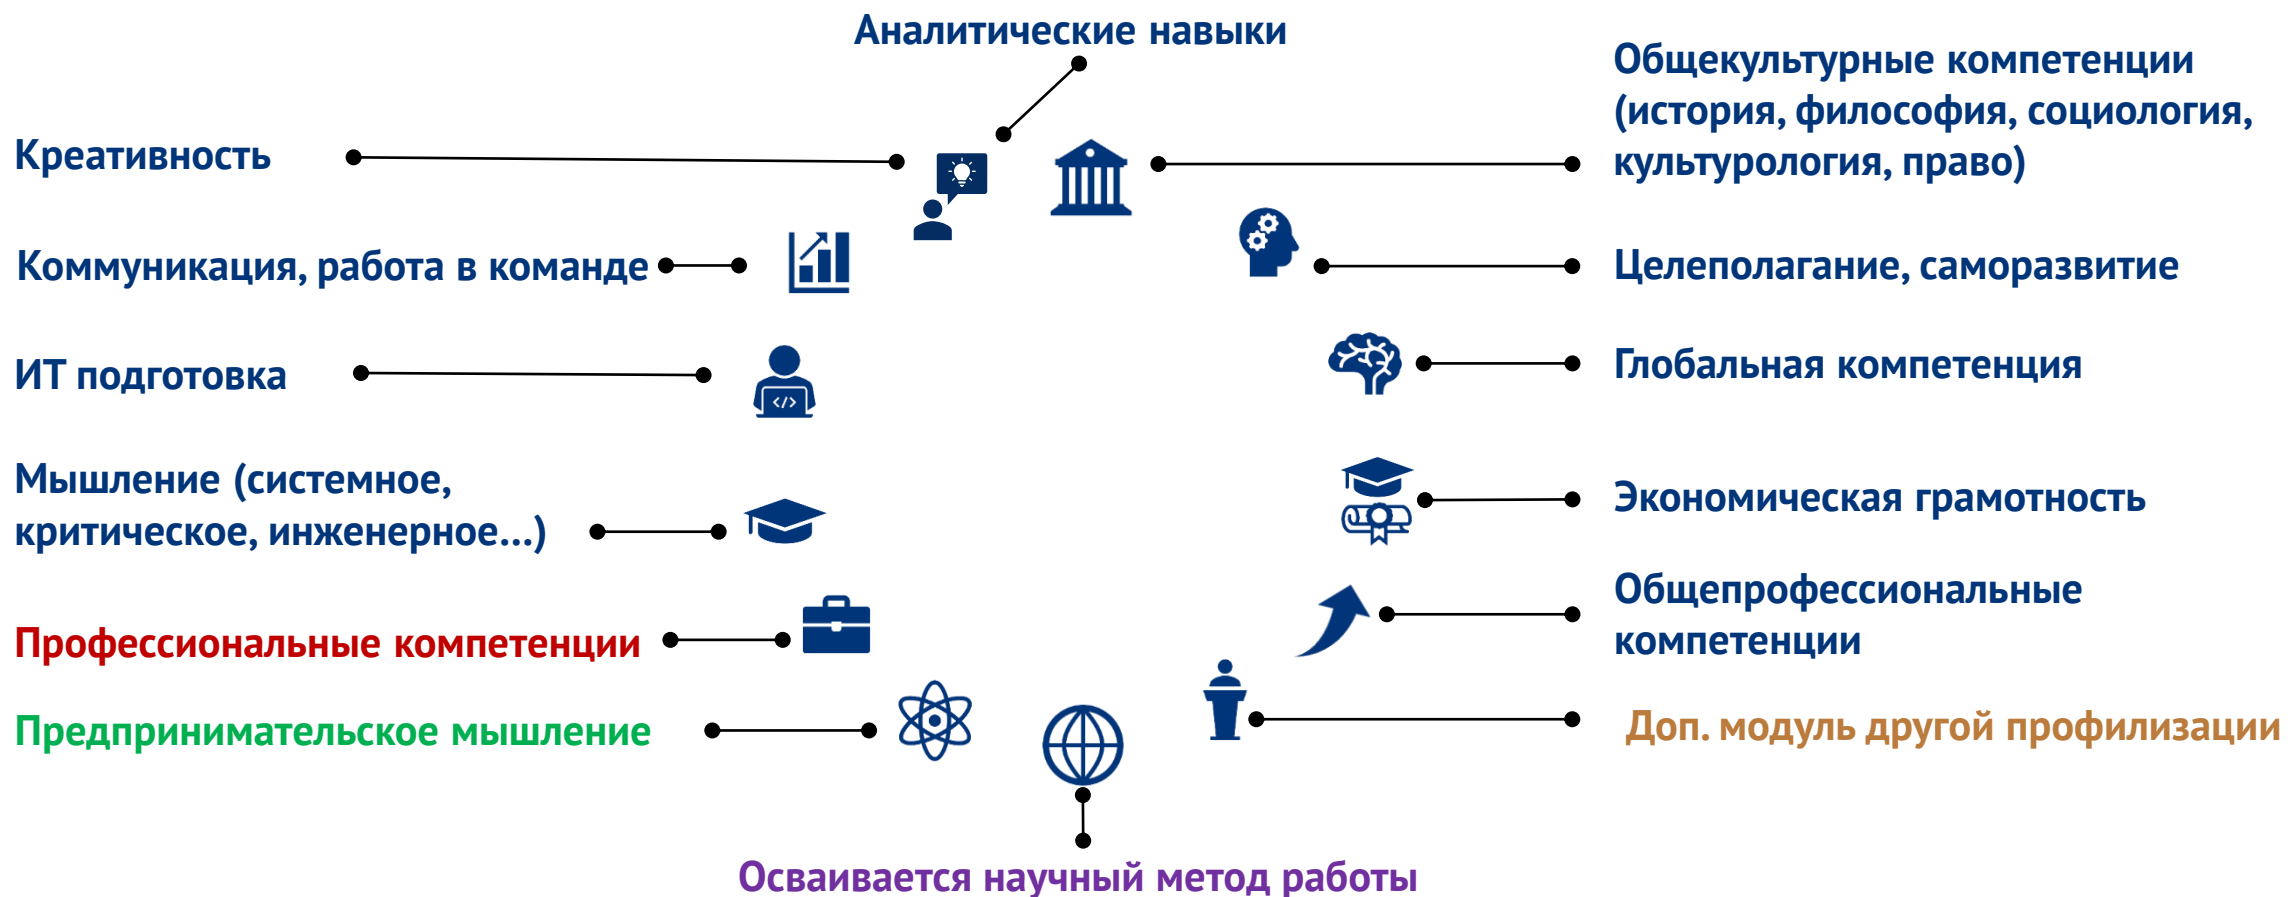 Аналитические навыки
Креативность
Коммуникация, работа в команде
ИТ подготовка
Мышление (системное,
критическое, инженерное...)
Профессиональные компетенции
Предпринимательское мышление
Общекультурные компетенции
(история, философия, социология,
культурология, право)
Целеполагание, саморазвитие
Глобальная компетенция
Экономическая грамотность
Общепрофессиональные
компетенции
Доп. модуль другой профилизации
Осваивается научный метод работы